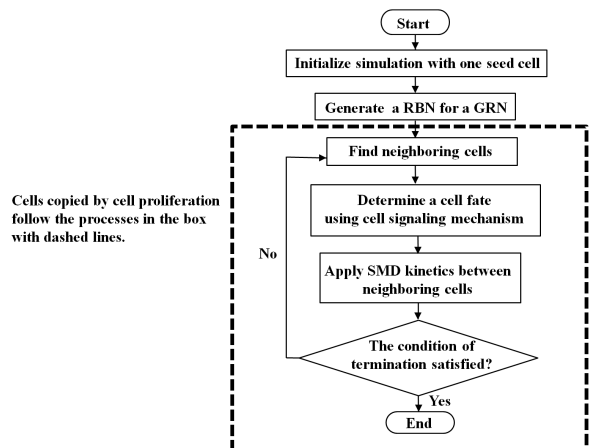 Start
Initialize simulation with one seed cell
Generate a RBN for a GRN
Find neighboring cells
Cells copied by cell proliferation
follow the processes in the box
with dashed lines.
Determine a cell fate
using cell signaling mechanism
No
Apply SMD kinetics between
neighboring cells
The condition of
termination satisfied?
Yes
End